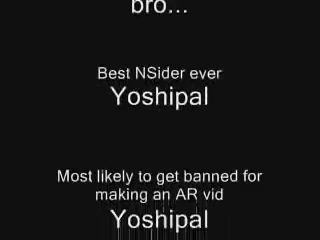 bro...
Best NSider ever
Yoshipal
Most likely to get banned for
making an AR vid
Yoshipal